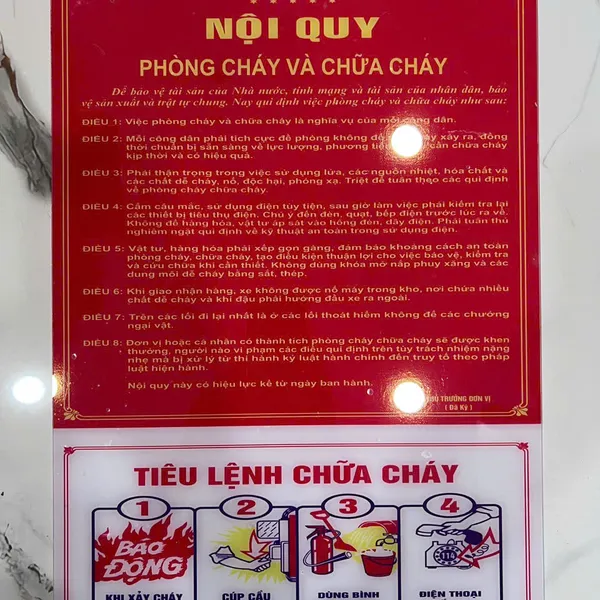 NỘI QUY
PHÒNG CHÁY VÀ CHỮA CHÁY
Để bảo vệ tài sản của Nhà nước, tính mạng và tài sản của nhân dân, bảo
vệ sản xuất và trật tự chung. Nay qui định việc phòng cháy và chữa cháy như sau:
ĐIỀU 1: Việc phòng cháy và chữa cháy là nghĩa vụ của mỗi công dân.
ĐIỀU 2: Mỗi công dân phải tích cực đề phòng không để xảy ra, đồng
thời chuẩn bị sẵn sàng về lực lượng, phương cần chữa cháy
kịp thời và có hiệu quả.
ĐIỀU 3: Phải thận trọng trong việc sử dụng lửa, các nguồn nhiệt, hóa chất và
các chất dễ cháy, nổ, độc hại, phóng xạ. Triệt để tuân theo các qui định
về phòng cháy chữa cháy.
ĐIỀU 4: Cấm câu mắc, sử dụng điện tùy tiện, sau giờ làm việc phải kiểm tra lại
các thiết bị tiêu thụ điện. Chú ý đến đèn, quạt, bếp điện trước lúc ra về.
Không để hàng hóa, vật tư áp sát vào hông đèn, dây điện. Phải tuân thủ
nghiêm ngặt qui định về kỹ thuật an toàn trong sử dụng điện.
ĐIỀU 5: Vật tư, hàng hóa phải xếp gọn gàng, đảm bảo khoảng cách an toàn
phòng cháy, chữa cháy, tạo điều kiện thuận lợi cho việc bảo vệ, kiểm tra
và cứu chữa khi cần thiết. Không dùng khóa mở nắp phuy xăng và các
dung môi dễ cháy bằng sắt, thép.
ĐIỀU 6: Khi giao nhận hàng, xe không được nổ máy trong kho, nơi chứa nhiều
chất dễ cháy và khi đậu phải hướng đầu xe ra ngoài.
ĐIỀU 7: Trên các lối đi lại nhất là ở các lối thoát hiểm không để các chướng
ngại vật.
ĐIỀU 8: Đơn vị hoặc cá nhân có thành tích phòng cháy chữa cháy sẽ được khen
thưởng, người nào vi phạm các điều qui định trên tùy trách nhiệm nặng
nhẹ mà bị xử lý từ thi hành kỷ luật hành chính đến truy tố theo pháp
luật hiện hành.
Nội quy này có hiệu lực kể từ ngày ban hành.
TRƯỞNG ĐƠN VỊ
( Đã Ký )
TIÊU LỆNH CHỮA CHÁY
1 2 3 4
BÁO ĐỘNG
114
KHI XẢY CHÁY CÚP CẦU DÙNG BÌNH ĐIỆN THOẠI